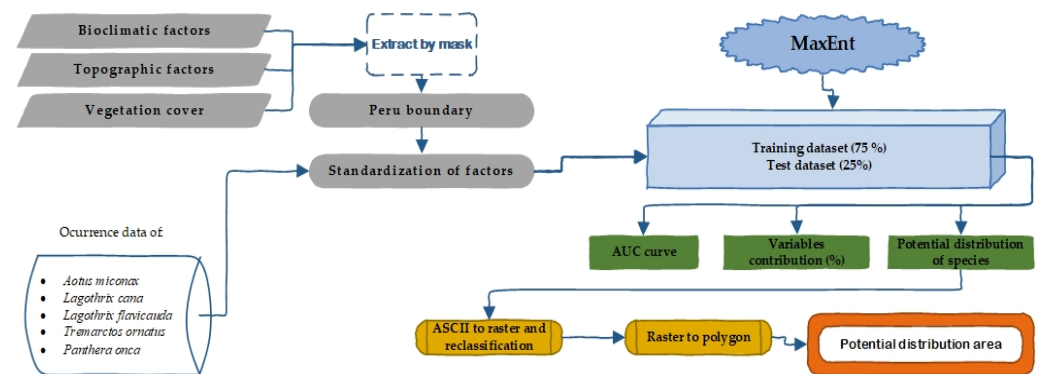 Bioclimatic factors
Topographic factors
Vegetation cover
Extract by mask
Peru boundary
Standardization of factors
Ocurrence data of:
• Aotus miconax
• Lagothrix cana
• Lagothrix flavicauda
• Tremarctos ornatus
• Panthera onca
MaxEnt
Training dataset (75 %)
Test dataset (25%)
AUC curve
Variables
contribution (%)
Potential distribution
of species
ASCII to raster and
reclassification
Raster to polygon
Potential distribution area